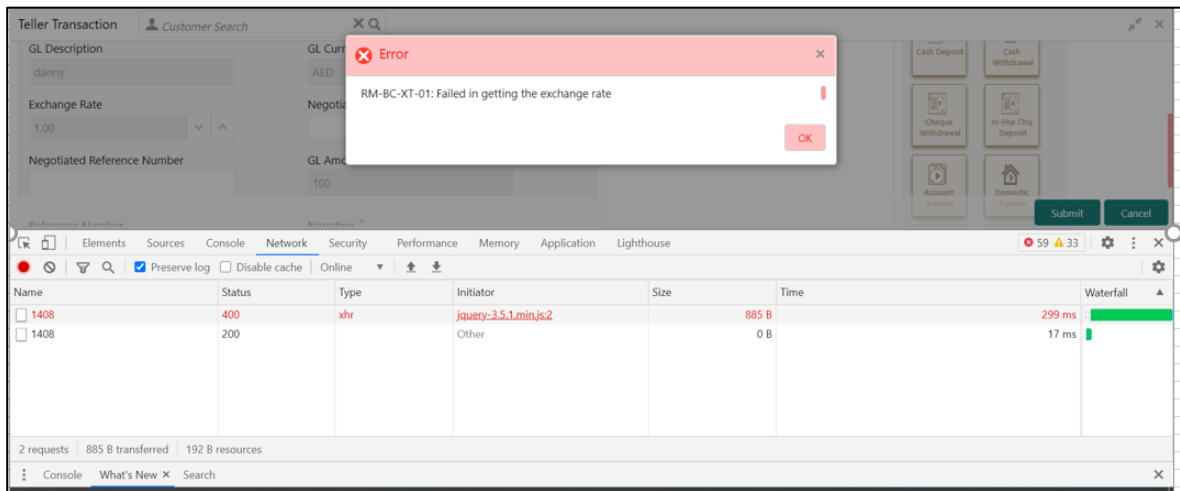 Teller Transaction
Customer Search
GL Description
GL Curr
danny
AED
Exchange Rate
Negotia
1.00
Negotiated Reference Number
GL Amo
100
Reference Number
Narrative *
Error
RM-BC-XT-01: Failed in getting the exchange rate
OK
Cash Deposit
Cash
Withdrawal
Cheque
Withdrawal
In-Hse Chq
Deposit
Account
Transfer
Domestic
Transfer
Submit
Cancel
Elements Sources Console Network Security Performance Memory Application Lighthouse 59 33
Preserve log Disable cache Online
Name Status Type Initiator Size Time Waterfall
1408 400 xhr jquery-3.5.1.min.js:2 885 B 299 ms
1408 200 Other 0 B 17 ms
2 requests 885 B transferred 192 B resources
Console What's New Search